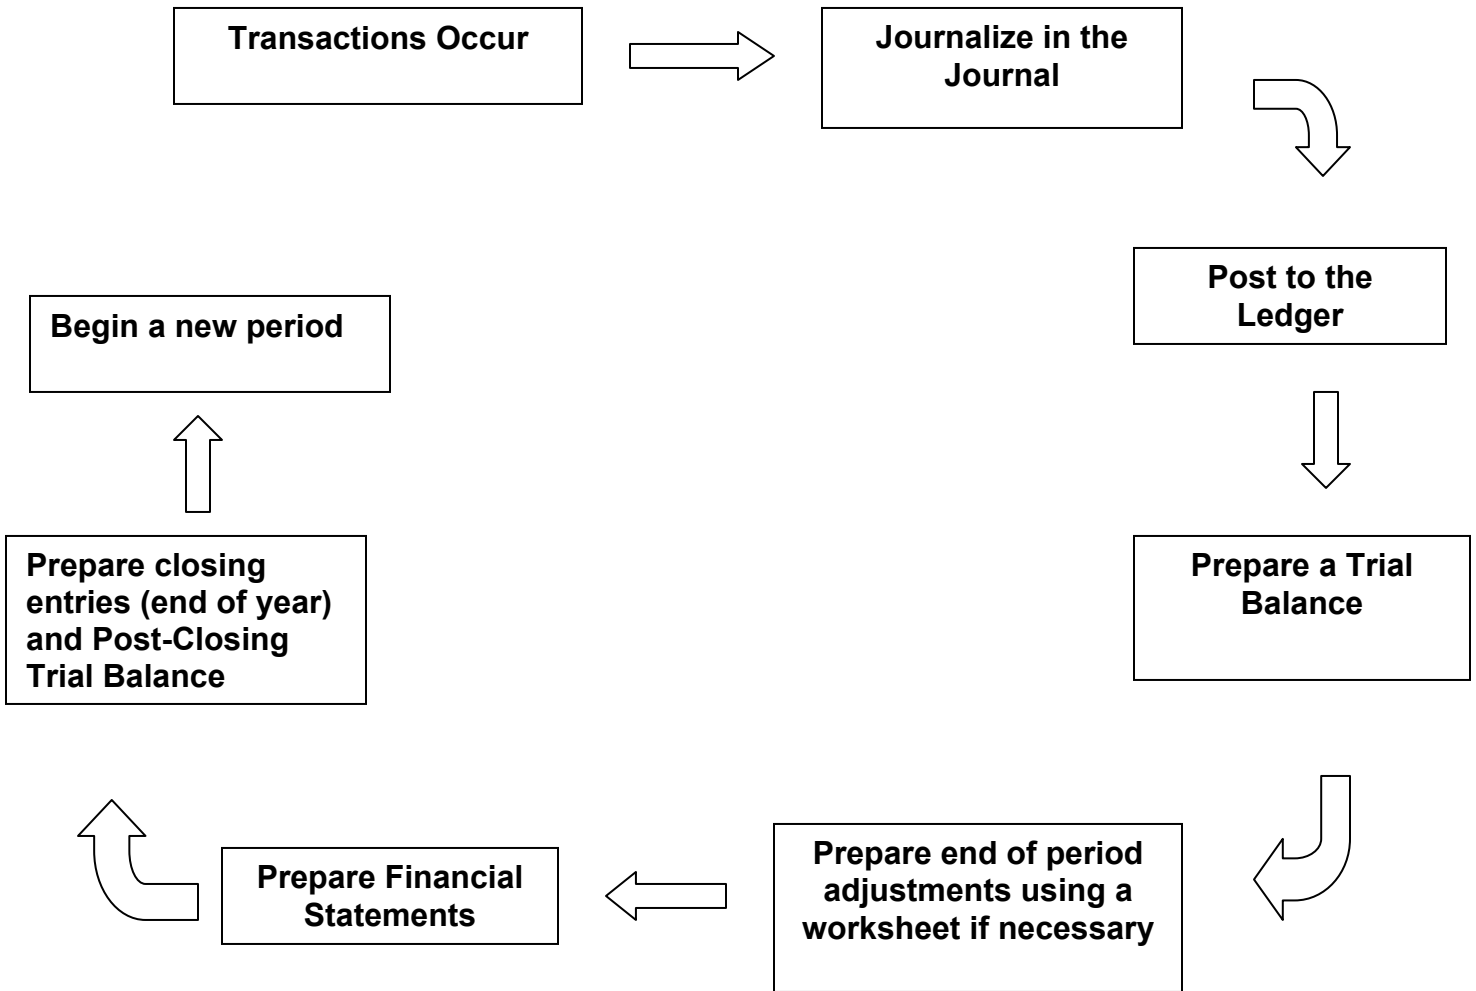 Transactions Occur
Journalize in the
Journal
Post to the
Ledger
Prepare a Trial
Balance
Prepare end of period
adjustments using a
worksheet if necessary
Prepare Financial
Statements
Prepare closing
entries (end of year)
and Post-Closing
Trial Balance
Begin a new period